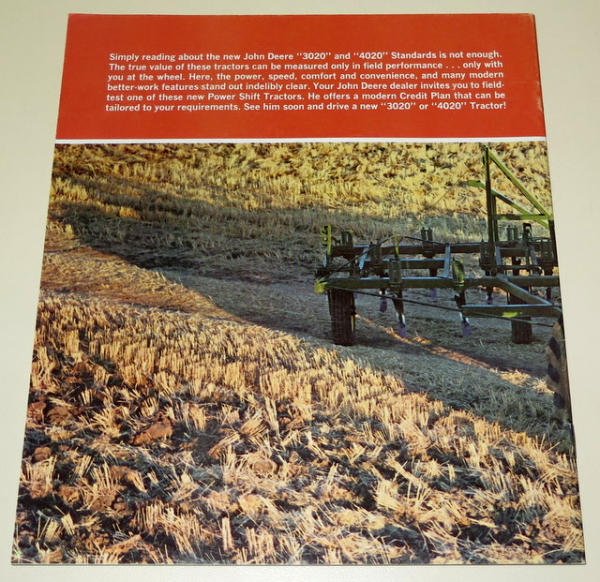 Simply reading about the new John Deere "3020" and "4020" Standards is not enough.
The true value of these tractors can be measured only in field performance . . . only with
you at the wheel. Here, the power, speed, comfort and convenience, and many modern
better-work features stand out indelibly clear. Your John Deere dealer invites you to field-
test one of these new Power Shift Tractors. He offers a modern Credit Plan that can be
tailored to your requirements. See him soon and drive a new "3020" or "4020" Tractor!